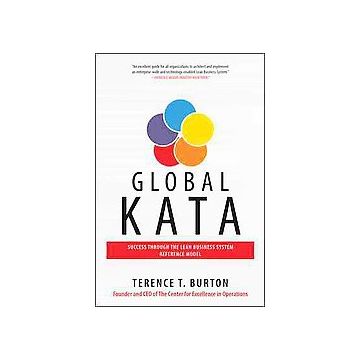 "An excellent guide for all organizations to architect and implement
an enterprise-wide and technology-enabled Lean Business System."
GLOBAL
KATA
SUCCESS THROUGH THE LEAN BUSINESS SYSTEM
REFERENCE MODEL
TERENCE T. BURTON
Founder and CEO of The Center for Excellence in Operations